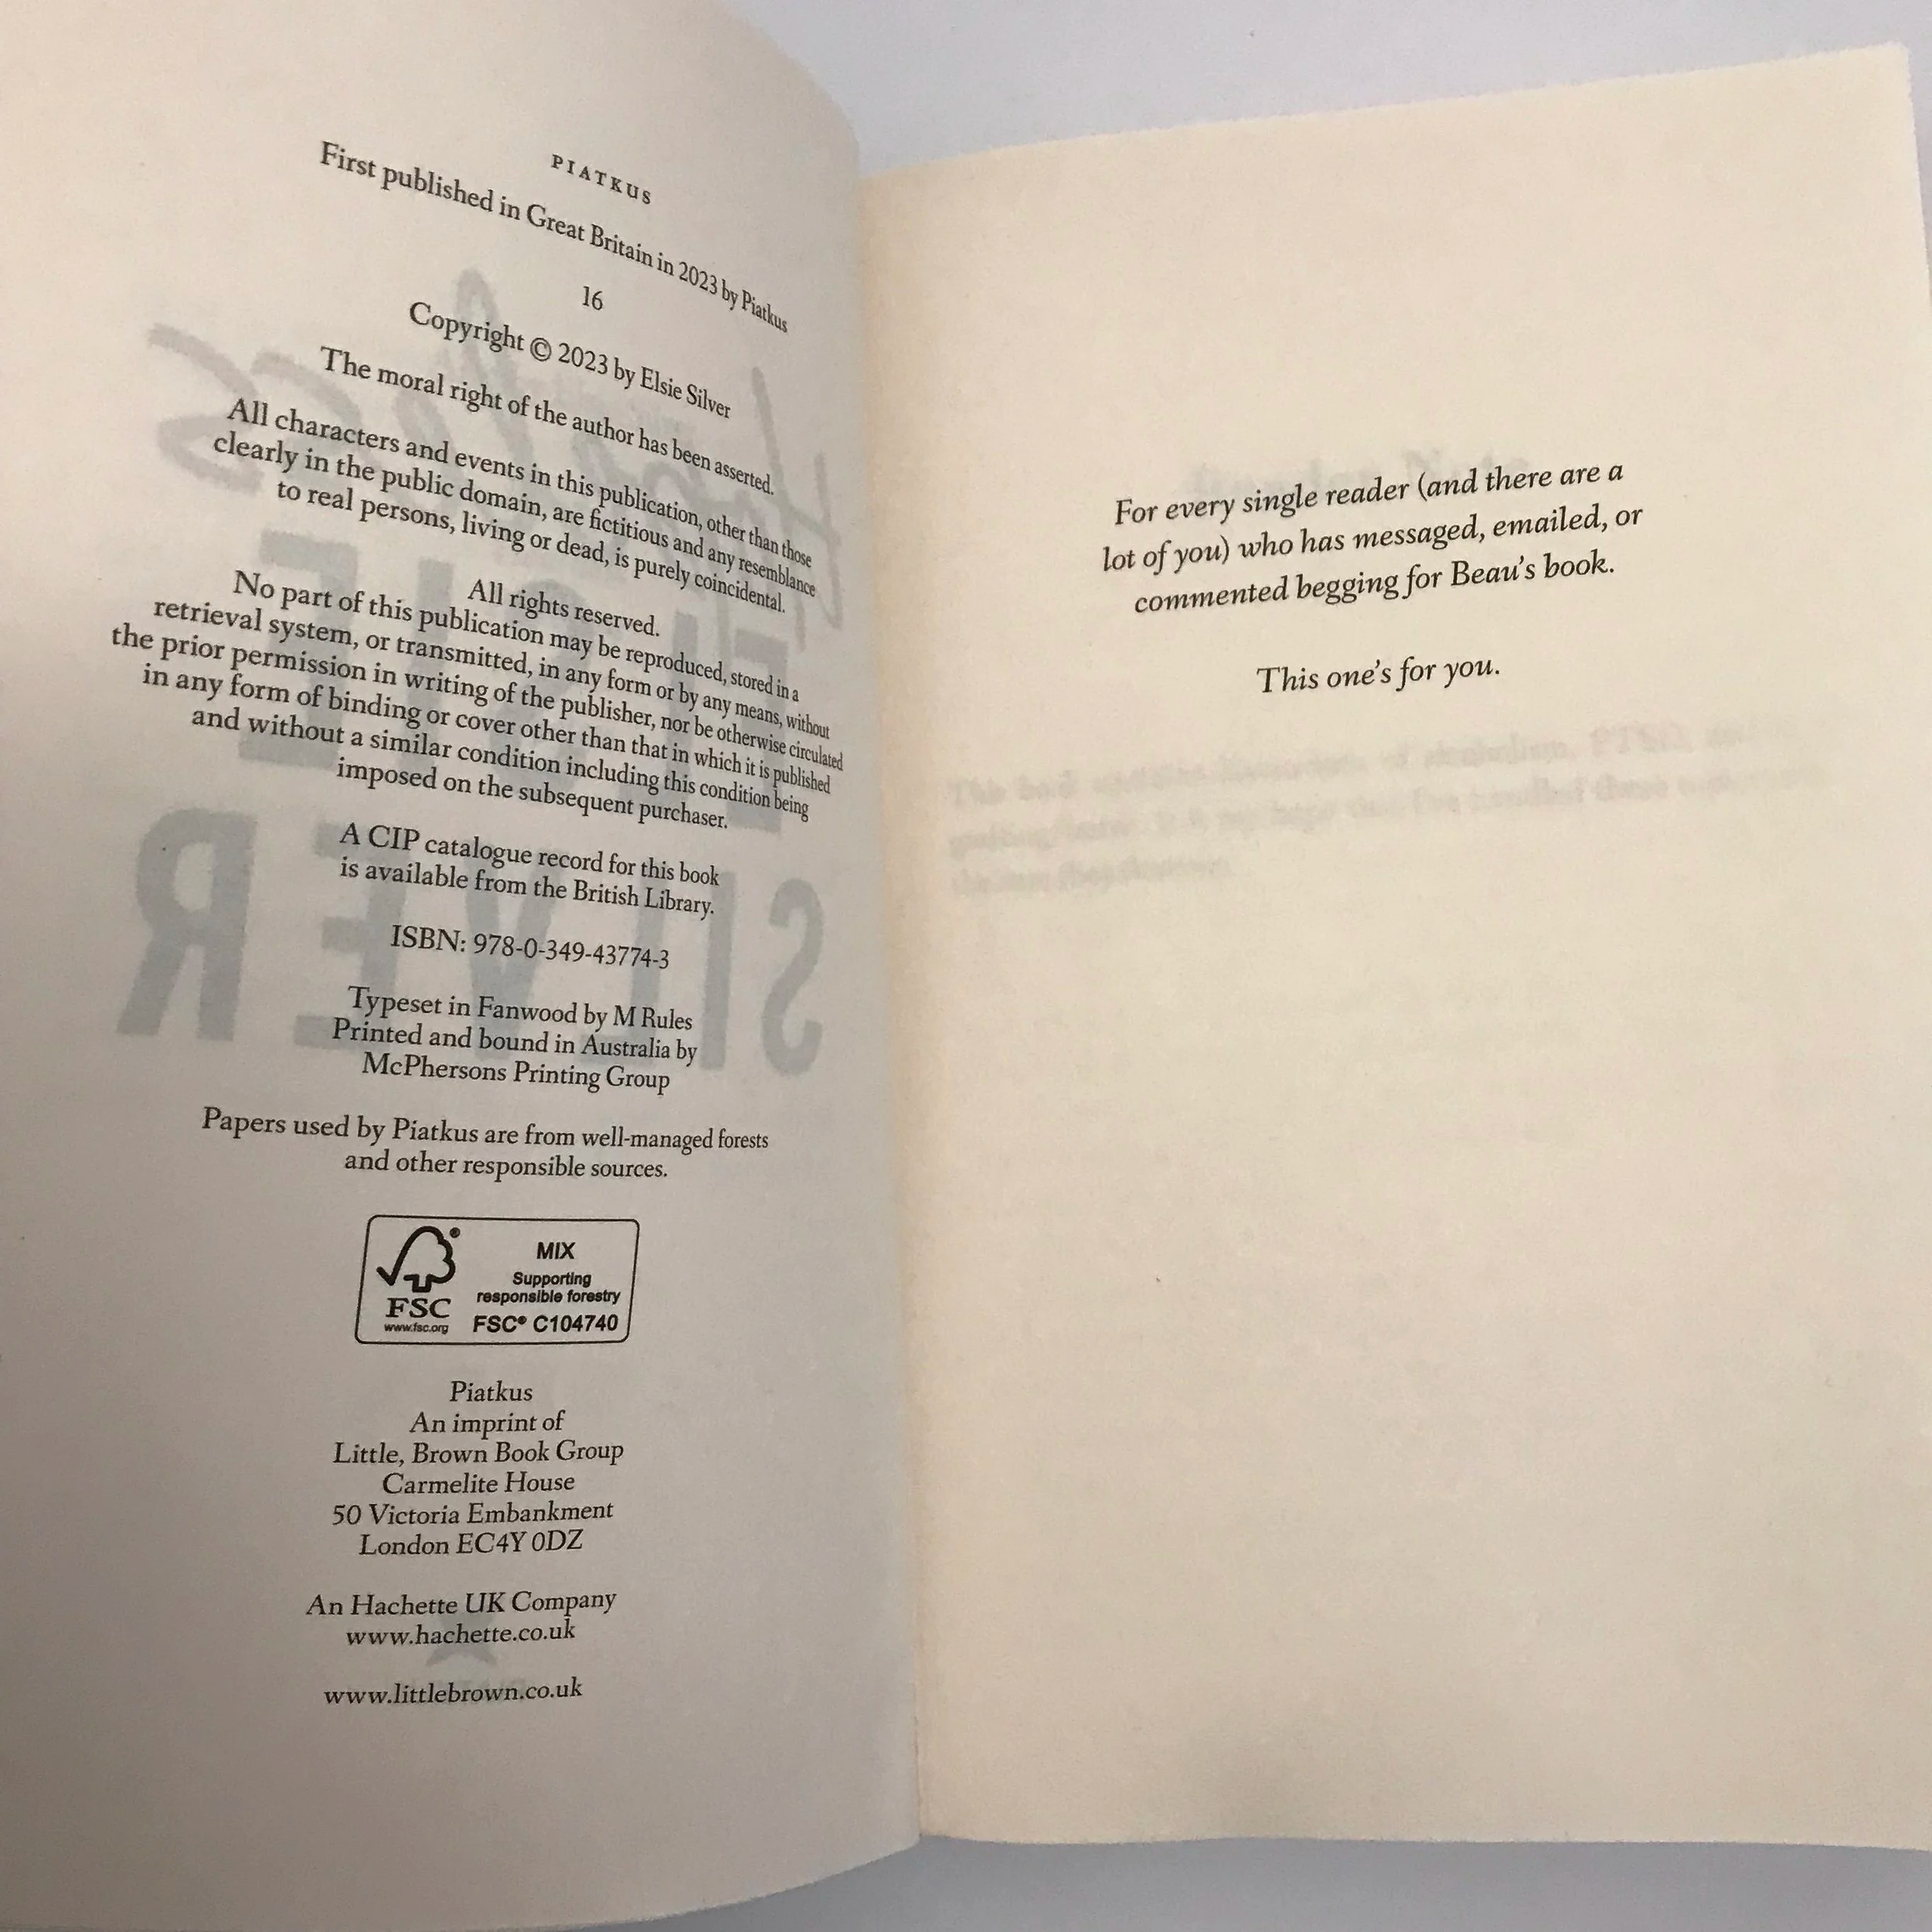 PIATKUS
First published in Great Britain in 2023 by Piatkus
16
Copyright © 2023 by Elsie Silver
The moral right of the author has been asserted.
All characters and events in this publication, other than those
clearly in the public domain, are fictitious and any resemblance
to real persons, living or dead, is purely coincidental.
All rights reserved.
No part of this publication may be reproduced, stored in a
retrieval system, or transmitted, in any form or by any means, without
the prior permission in writing of the publisher, nor be otherwise circulated
in any form of binding or cover other than that in which it is published
and without a similar condition including this condition being
imposed on the subsequent purchaser.
A CIP catalogue record for this book
is available from the British Library.
ISBN: 978-0-349-43774-3
Typeset in Fanwood by M Rules
Printed and bound in Australia by
McPhersons Printing Group
Papers used by Piatkus are from well-managed forests
and other responsible sources.
FSC
www.fsc.org
MIX
Supporting
responsible forestry
FSC® C104740
Piatkus
An imprint of
Little, Brown Book Group
Carmelite House
50 Victoria Embankment
London EC4Y 0DZ
An Hachette UK Company
www.hachette.co.uk
www.littlebrown.co.uk
For every single reader (and there are a
lot of you) who has messaged, emailed, or
commented begging for Beau's book.
This one's for you.